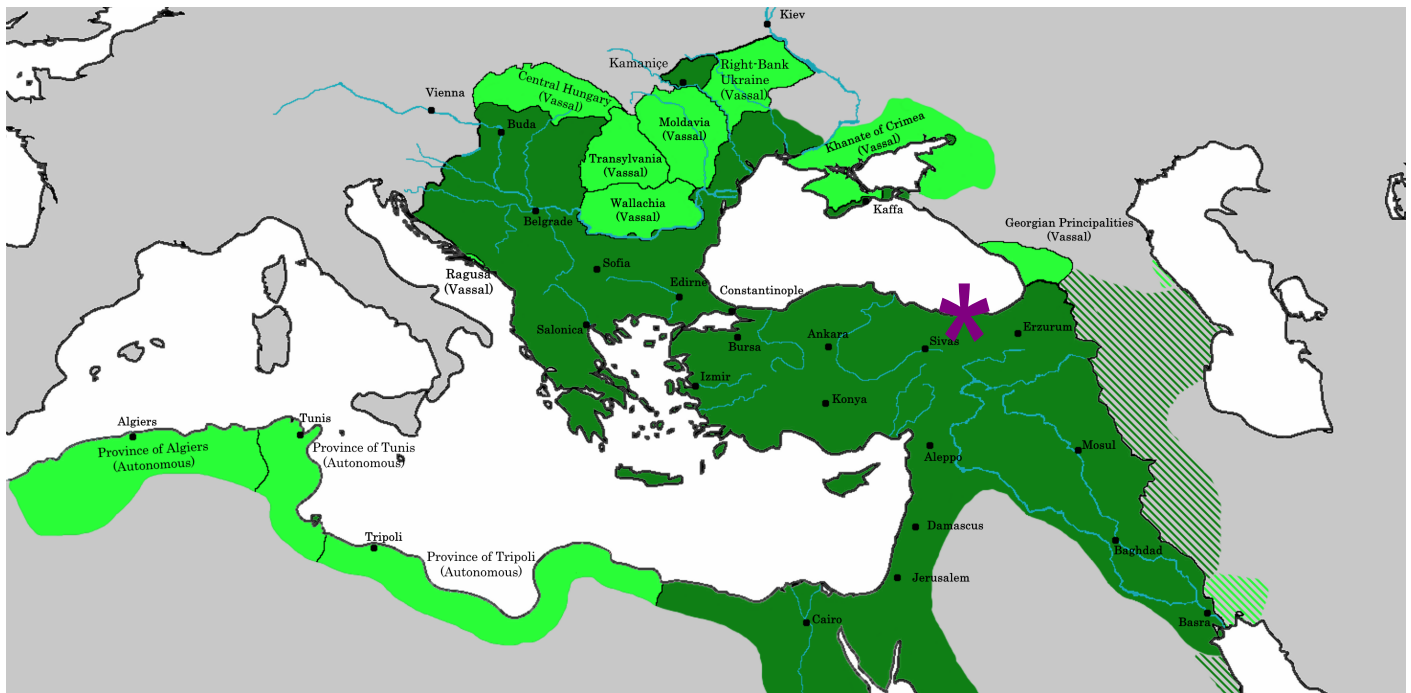 Kiev
Kamaniçe
Right-Bank
Ukraine
(Vassal)
Central Hungary
(Vassal)
Vienna
Buda
Moldavia
(Vassal)
Khanate of Crimea
(Vassal)
Transylvania
(Vassal)
Wallachia
(Vassal)
Kaffa
Belgrade
Georgian Principalities
(Vassal)
Sofia
Ragusa
(Vassal)
Edirne
Constantinople
Salonica
Bursa
Ankara
Sivas
Erzurum
Izmir
Konya
Algiers
Tunis
Province of Algiers
(Autonomous)
Province of Tunis
(Autonomous)
Aleppo
Mosul
Damascus
Tripoli
Province of Tripoli
(Autonomous)
Baghdad
Jerusalem
Cairo
Basra